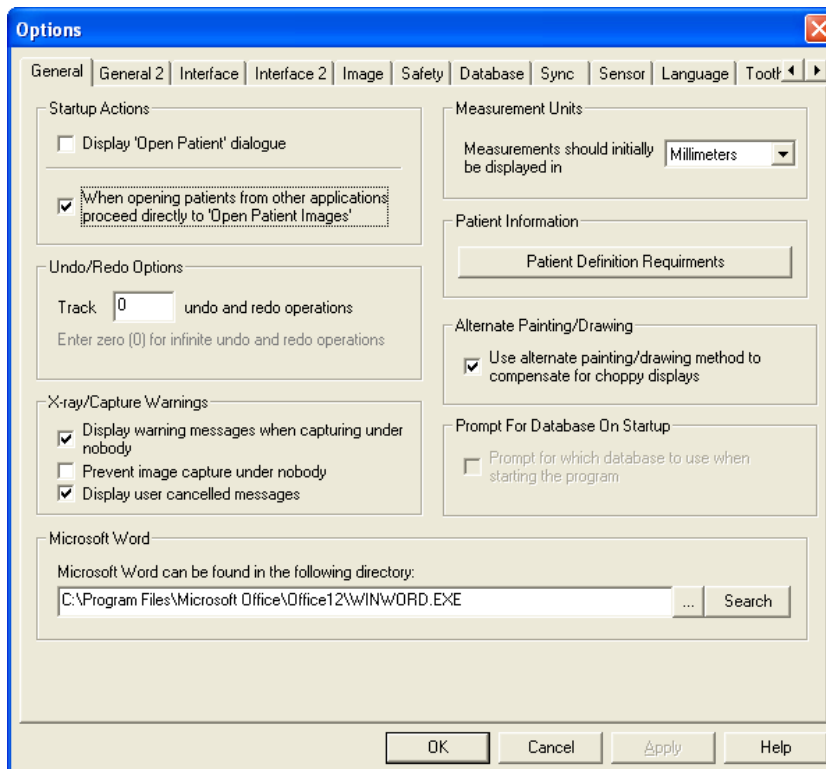 Options
General General 2 Interface Interface 2 Image Safety Database Sync Sensor Language
Startup Actions
Display 'Open Patient' dialogue
When opening patients from other applications
proceed directly to 'Open Patient Images'
Undo/Redo Options
Track 0 undo and redo operations
Enter zero (0) for infinite undo and redo operations
X-ray/Capture Warnings
Display warning messages when capturing under
nobody
Prevent image capture under nobody
Display user cancelled messages
Measurement Units
Measurements should initially
be displayed in
Millimeters
Patient Information
Patient Definition Requirments
Alternate Painting/Drawing
Use alternate painting/drawing method to
compensate for choppy displays
Prompt For Database On Startup
Prompt for which database to use when
starting the program
Microsoft Word
Microsoft Word can be found in the following directory:
C:\Program Files\Microsoft Office\Office12\WINWORD.EXE ... Search
OK Cancel Apply Help